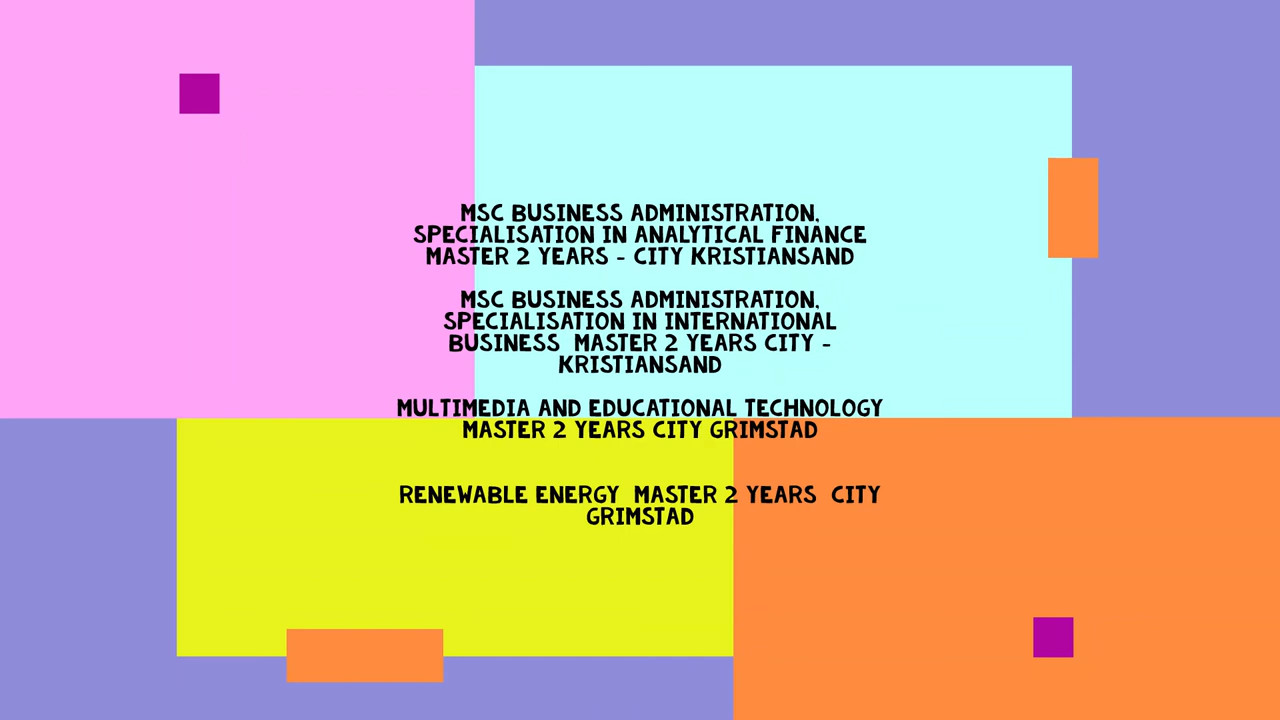 MSC BUSINESS ADMINISTRATION,
SPECIALISATION IN ANALYTICAL FINANCE
MASTER 2 YEARS - CITY KRISTIANSAND
MSC BUSINESS ADMINISTRATION,
SPECIALISATION IN INTERNATIONAL
BUSINESS MASTER 2 YEARS CITY -
KRISTIANSAND
MULTIMEDIA AND EDUCATIONAL TECHNOLOGY
MASTER 2 YEARS CITY GRIMSTAD
RENEWABLE ENERGY MASTER 2 YEARS CITY
GRIMSTAD